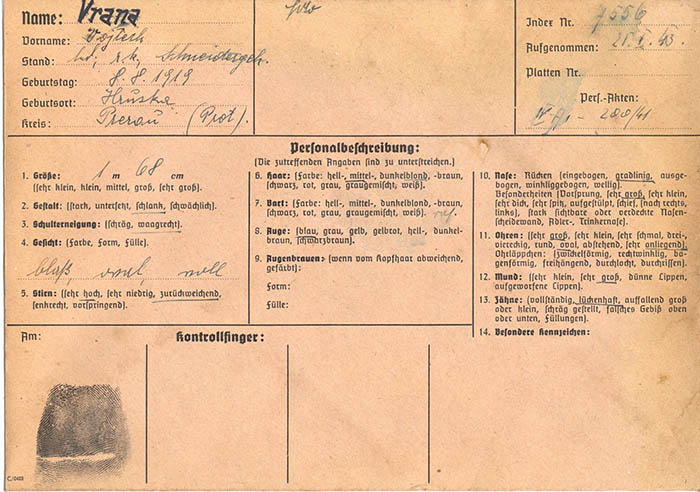 Name: Vrana
Vorname: Vojtech
Stand: led., r.k., Schneidergeh.
Geburtstag: 8. 8. 1919
Geburtsort: Hruska
Kreis: Prerau (Prot).
Index Nr. 7556
Aufgenommen: 21. I. 43.
Platten Nr.
Pers.-Akten:
200/41
Personalbeschreibung:
(Die zutreffenden Angaben sind zu unterstreichen.)
1. Größe: 1 m 68 cm
(sehr klein, klein, mittel, groß, sehr groß).
2. Gestalt: (stark, untersetzt, schlank, schwächlich).
3. Schulterneigung: (schräg, waagrecht).
4. Gesicht: (Farbe, Form, Fülle).
blaß, oval, voll
5. Stirn: (sehr hoch, sehr niedrig, zurückweichend,
senkrecht, vorspringend).
6. Haar: (Farbe: hell-, mittel-, dunkelblond, -braun,
schwarz, rot, grau, graugemischt, weiß).
7. Bart: (Farbe: hell-, mittel-, dunkelblond, -braun,
schwarz, rot, grau, graugemischt, weiß).
8. Auge: (blau, grau, gelb, gelbrot, hell-, dunkel-
braun, schwarzbraun).
9. Augenbrauen: (wenn vom Kopfhaar abweichend,
gefärbt):
Form:
Fülle:
10. Nase: Rücken (eingebogen, gradlinig, ausge-
bogen, winkliggebogen, wellig).
Besonderheiten (Vorsprung, sehr groß, sehr klein,
sehr dick, sehr spitz, aufgestülpt, schief, (nach rechts,
links), stark sichtbare oder verdeckte Nasen-
scheidewand, Adler-, Trinkernase).
11. Ohren: (sehr groß, sehr klein, sehr schmal, drei-,
viereckig, rund, oval, abstehend, sehr anliegend).
Ohrläppchen: (zwickelförmig, rechtwinklig, bo-
genförmig, freihängend, durchlocht, durchrissen).
12. Mund: (sehr klein, sehr groß, dünne Lippen,
aufgeworfene Lippen).
13. Zähne: (vollständig, lückenhaft, auffallend groß
oder klein, schräg gestellt, falsches Gebiß oben
oder unten, Füllungen).
14. Besondere Kennzeichen:
Am:
Kontrollfinger: